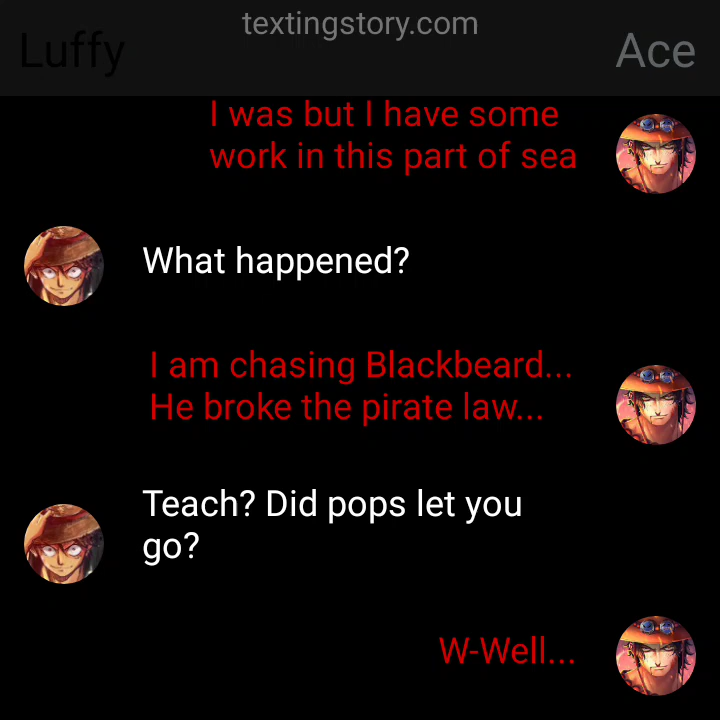 textingstory.com
Luffy
Ace
I was but I have some
work in this part of sea
What happened?
I am chasing Blackbeard...
He broke the pirate law...
Teach? Did pops let you
go?
W-Well...